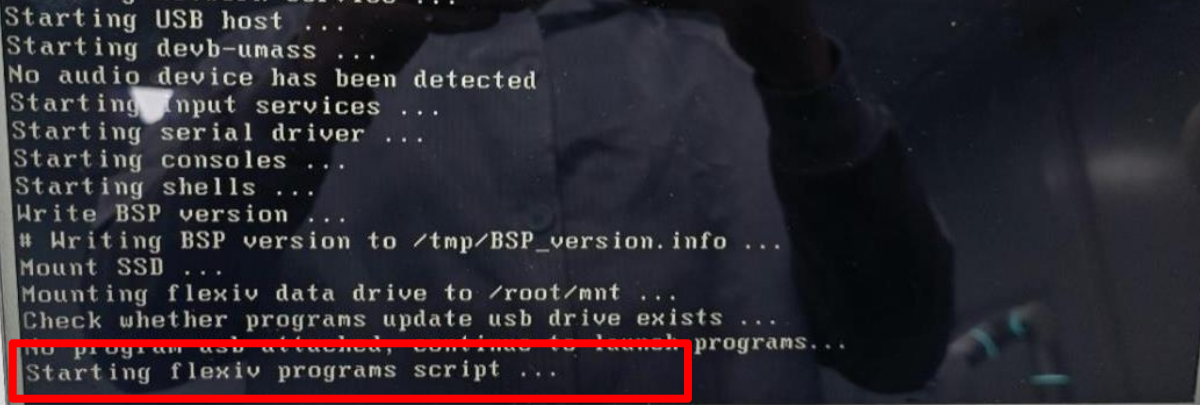 Starting USB host ...
Starting devb-umass ...
No audio device has been detected
Starting input services ...
Starting serial driver ...
Starting consoles ...
Starting shells ...
Write BSP version ...
# Writing BSP version to /tmp/BSP_version.info ...
Mount SSD ...
Mounting flexiv data drive to /root/mnt ...
Check whether programs update usb drive exists ...
No program usb attached, continue to launch programs...
Starting flexiv programs script ...